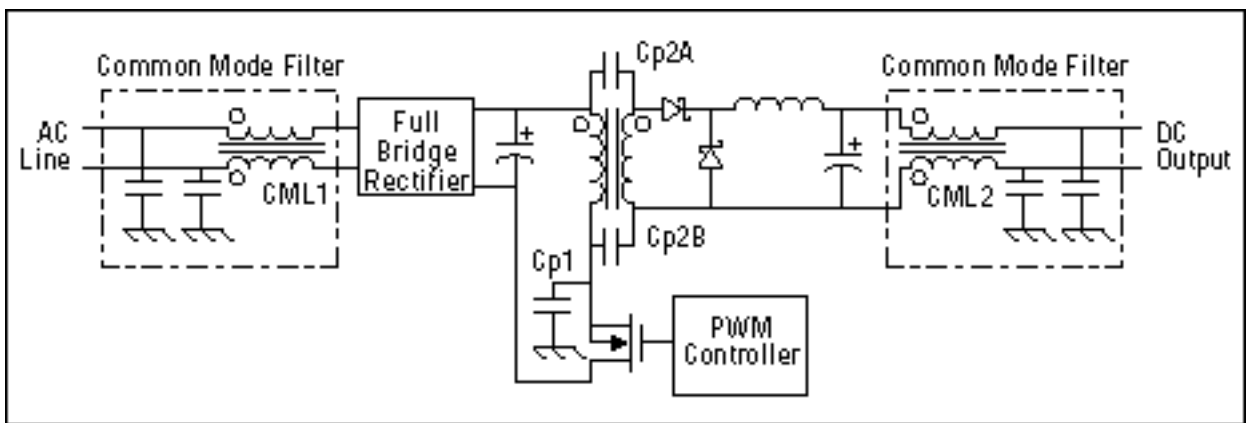 Common Mode Filter
AC
Line
CML1
Full
Bridge
Rectifier
+
Cp2A
Cp2B
Cp1
PWM
Controller
+
Common Mode Filter
CML2
DC
Output